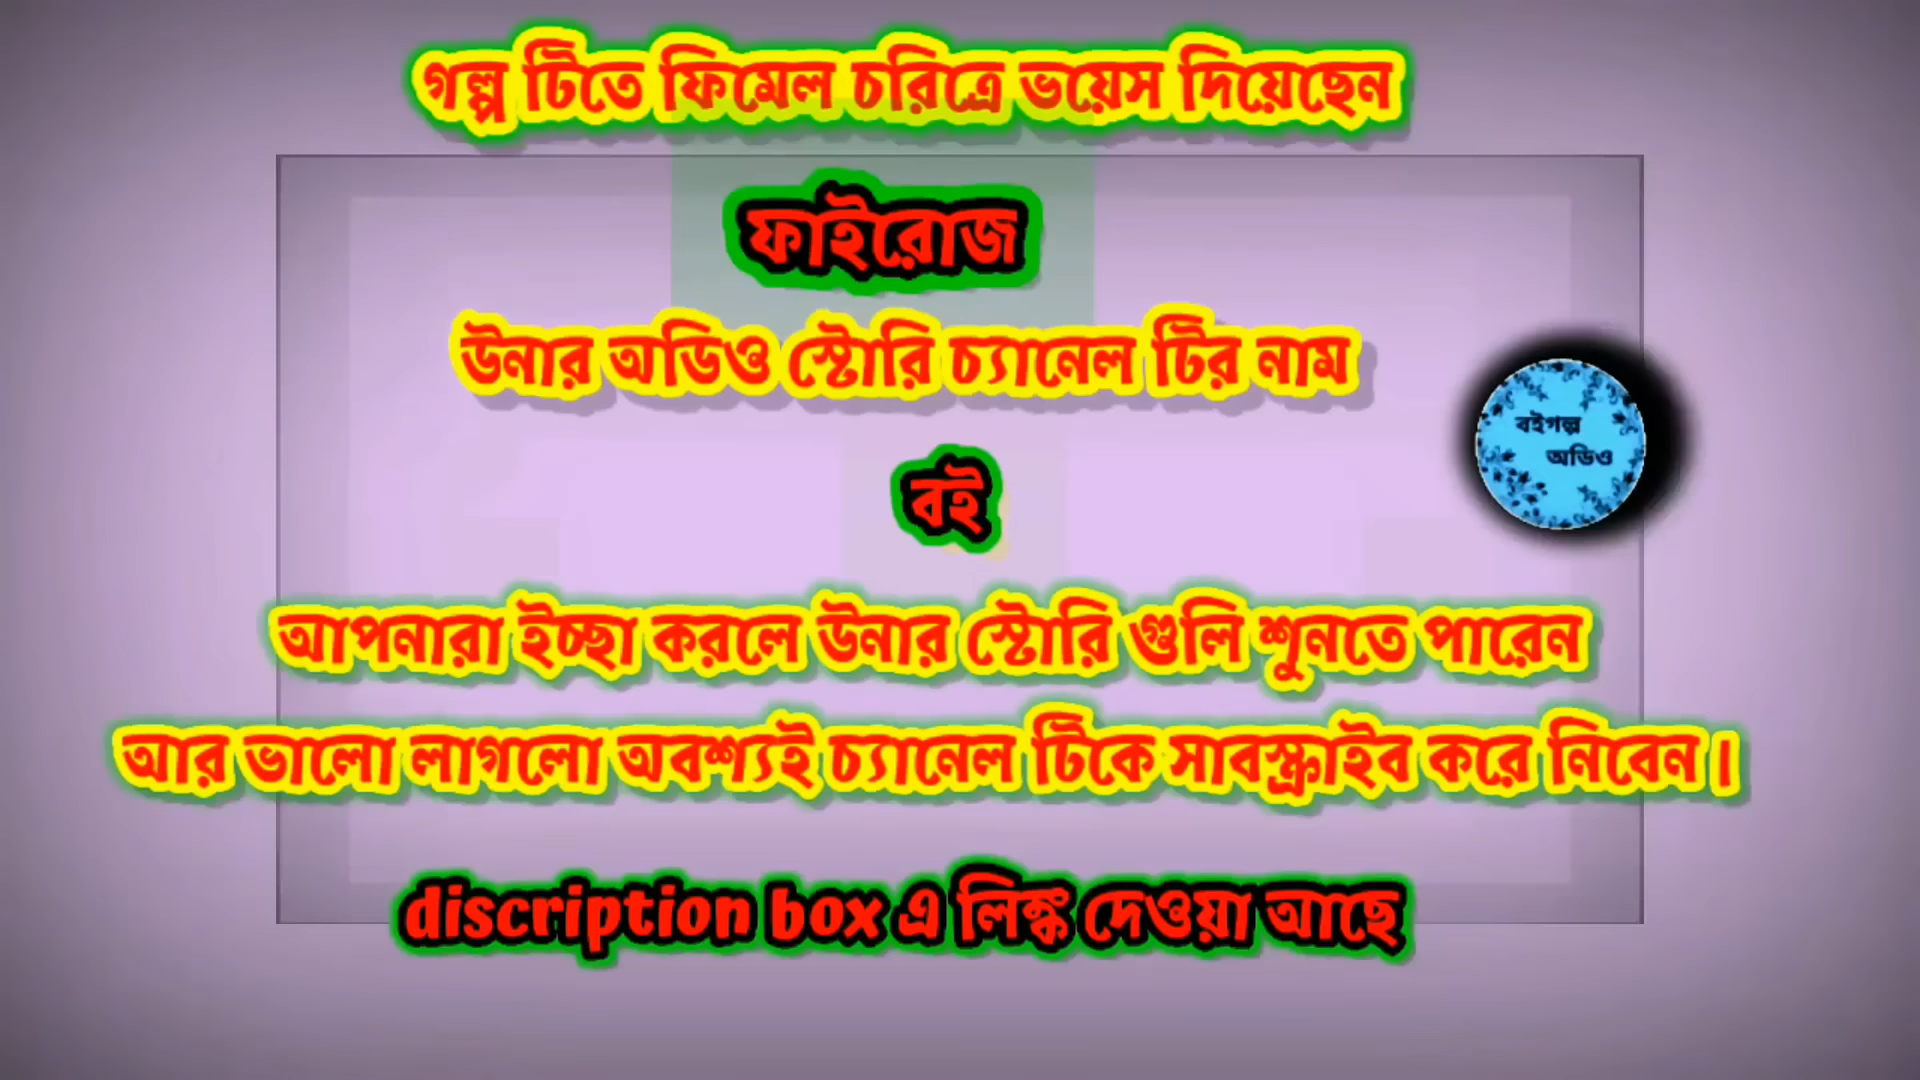 গল্প টিতে ফিমেল চরিত্রে ভয়েস দিয়েছেন
ফাইরোজ
উনার অডিও স্টোরি চ্যানেল টির নাম
বইগল্প
অডিও
বই
আপনারা ইচ্ছা করলে উনার স্টোরি গুলি শুনতে পারেন
আর ভালো লাগলো অবশ্যই চ্যানেল টিকে সাবস্ক্রাইব করে নিবেন।
discription box এ লিঙ্ক দেওয়া আছে